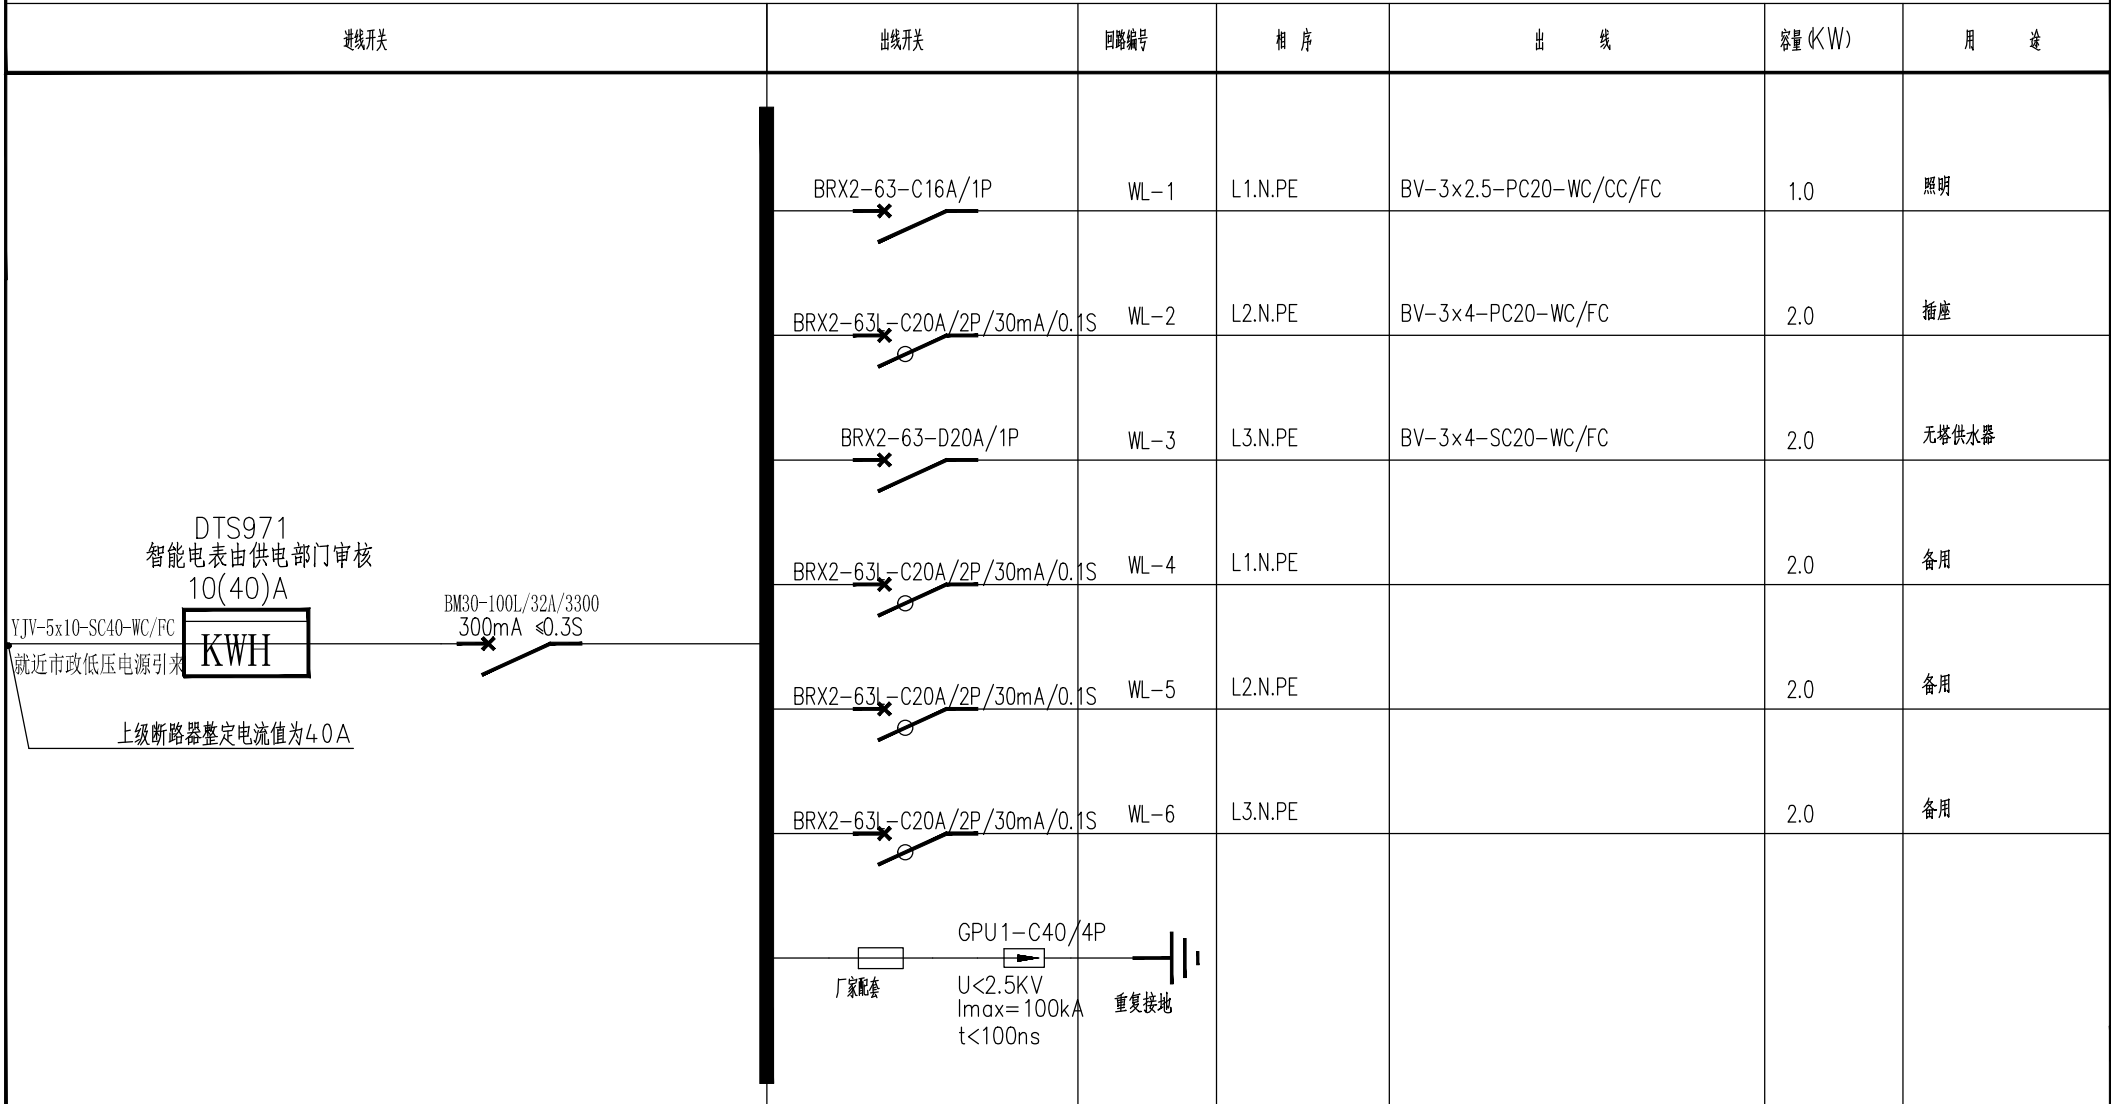 进线开关
出线开关
回路编号
相 序
出 线
容量(KW)
用 途
BRX2-63-C16A/1P
WL-1
L1.N.PE
BV-3x2.5-PC20-WC/CC/FC
1.0
照明
BRX2-63L-C20A/2P/30mA/0.1S
WL-2
L2.N.PE
BV-3x4-PC20-WC/FC
2.0
插座
BRX2-63-D20A/1P
WL-3
L3.N.PE
BV-3x4-SC20-WC/FC
2.0
无塔供水器
BRX2-63L-C20A/2P/30mA/0.1S
WL-4
L1.N.PE
2.0
备用
BRX2-63L-C20A/2P/30mA/0.1S
WL-5
L2.N.PE
2.0
备用
BRX2-63L-C20A/2P/30mA/0.1S
WL-6
L3.N.PE
2.0
备用
DTS971
智能电表由供电部门审核
10(40)A
YJV-5x10-SC40-WC/FC
就近市政低压电源引来
KWH
BM30-100L/32A/3300
300mA ≤0.3S
上级断路器整定电流值为40A
厂家配套
GPU1-C40/4P
U<2.5KV
Imax=100kA
t<100ns
重复接地